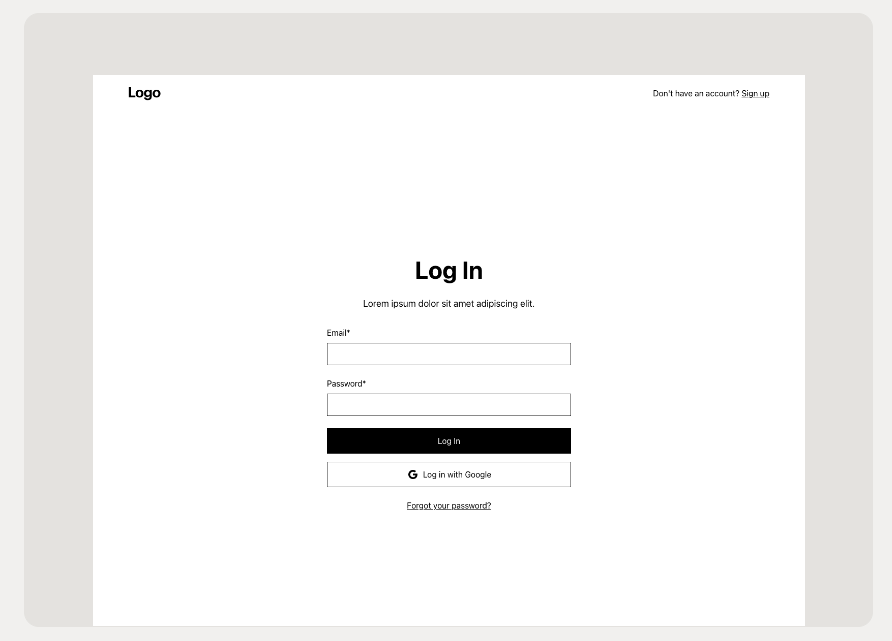 Logo
Don't have an account? Sign up
Log In
Lorem ipsum dolor sit amet adipiscing elit.
Email*
Password*
Log In
Log in with Google
Forgot your password?